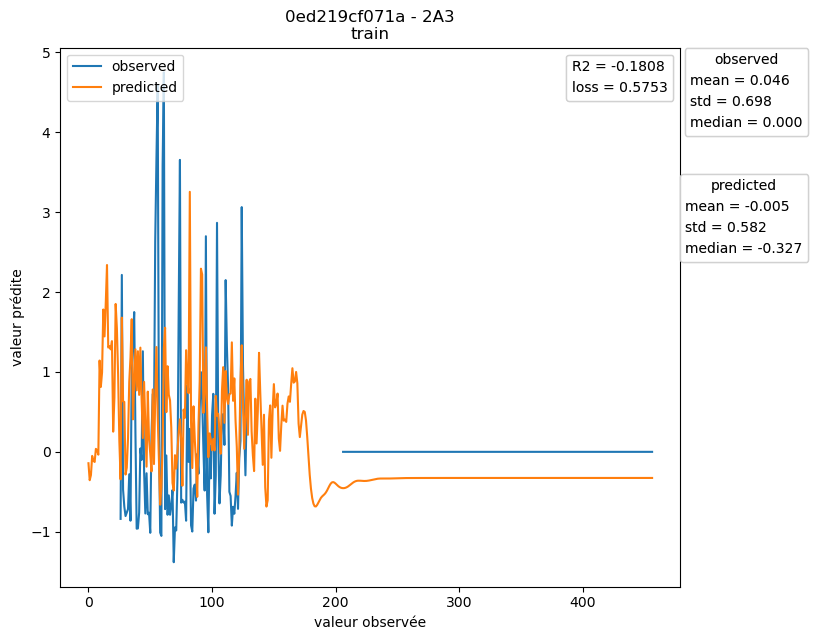 0ed219cf071a - 2A3
train
observed
predicted
R2 = -0.1808
loss = 0.5753
observed
mean = 0.046
std = 0.698
median = 0.000
predicted
mean = -0.005
std = 0.582
median = -0.327
5
4
3
2
1
0
−1
valeur prédite
0
100
200
300
400
valeur observée